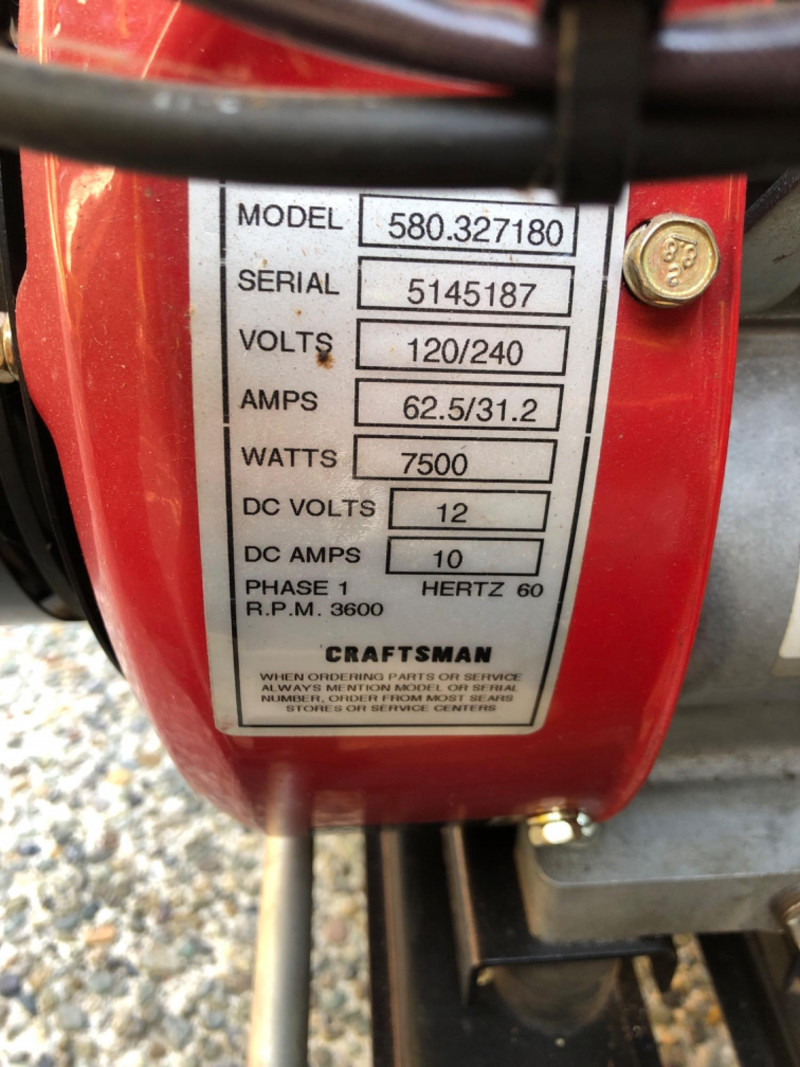 MODEL 580.327180
SERIAL 5145187
VOLTS 120/240
AMPS 62.5/31.2
WATTS 7500
DC VOLTS 12
DC AMPS 10
PHASE 1 HERTZ 60
R.P.M. 3600
CRAFTSMAN
WHEN ORDERING PARTS OR SERVICE
ALWAYS MENTION MODEL OR SERIAL
NUMBER, ORDER FROM MOST SEARS
STORES OR SERVICE CENTERS